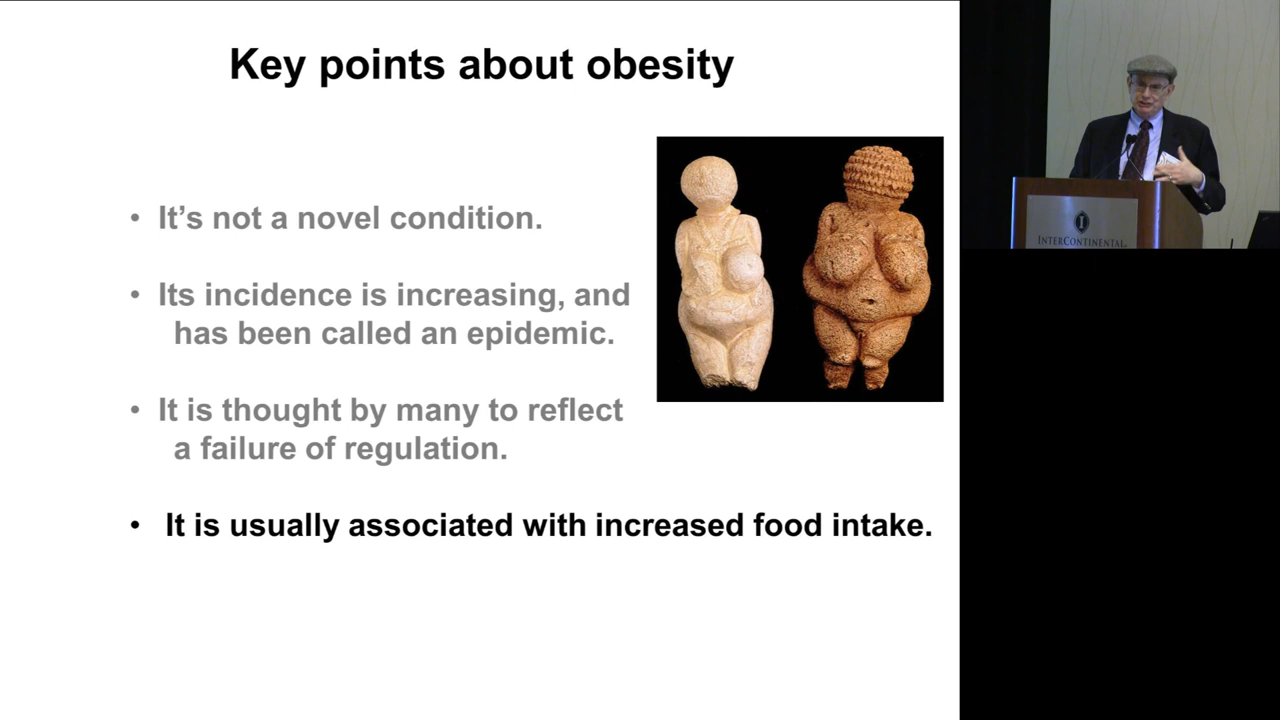 Key points about obesity
• It’s not a novel condition.
• Its incidence is increasing, and
has been called an epidemic.
• It is thought by many to reflect
a failure of regulation.
• It is usually associated with increased food intake.
INTERCONTINENTAL